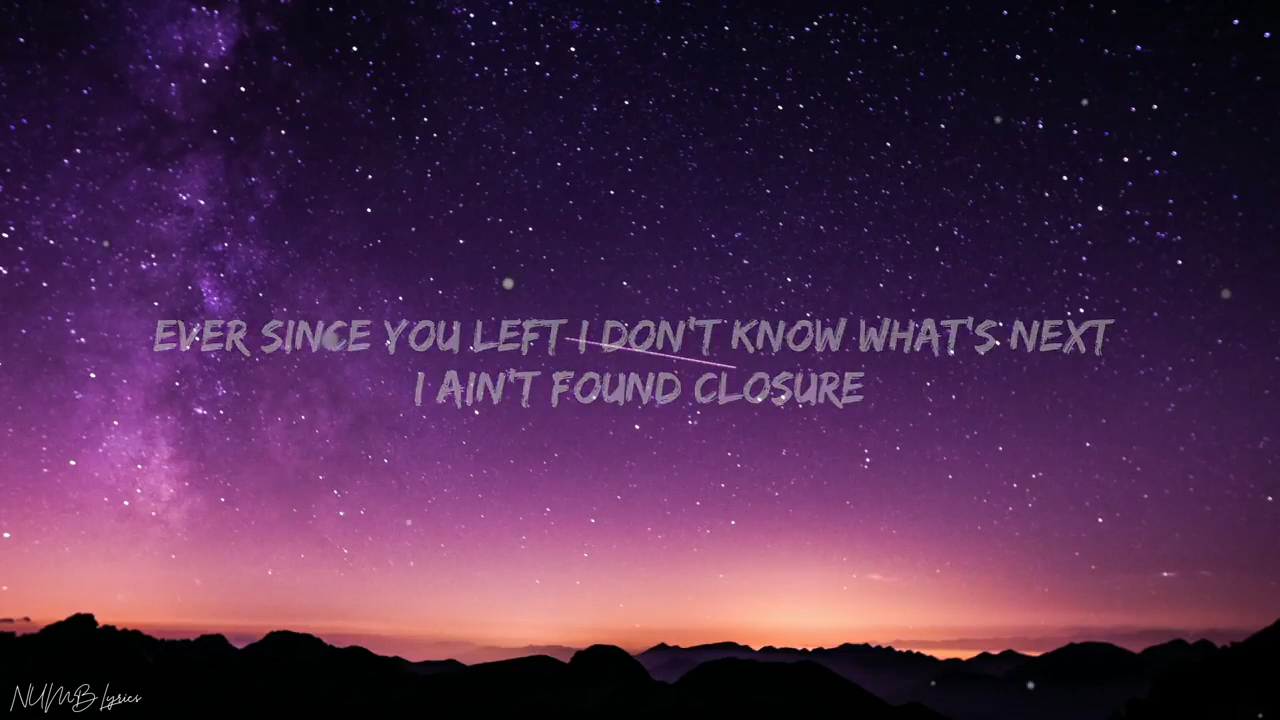 EVER SINCE YOU LEFT I DON'T KNOW WHAT'S NEXT
I AIN'T FOUND CLOSURE
NUMB Lyrics